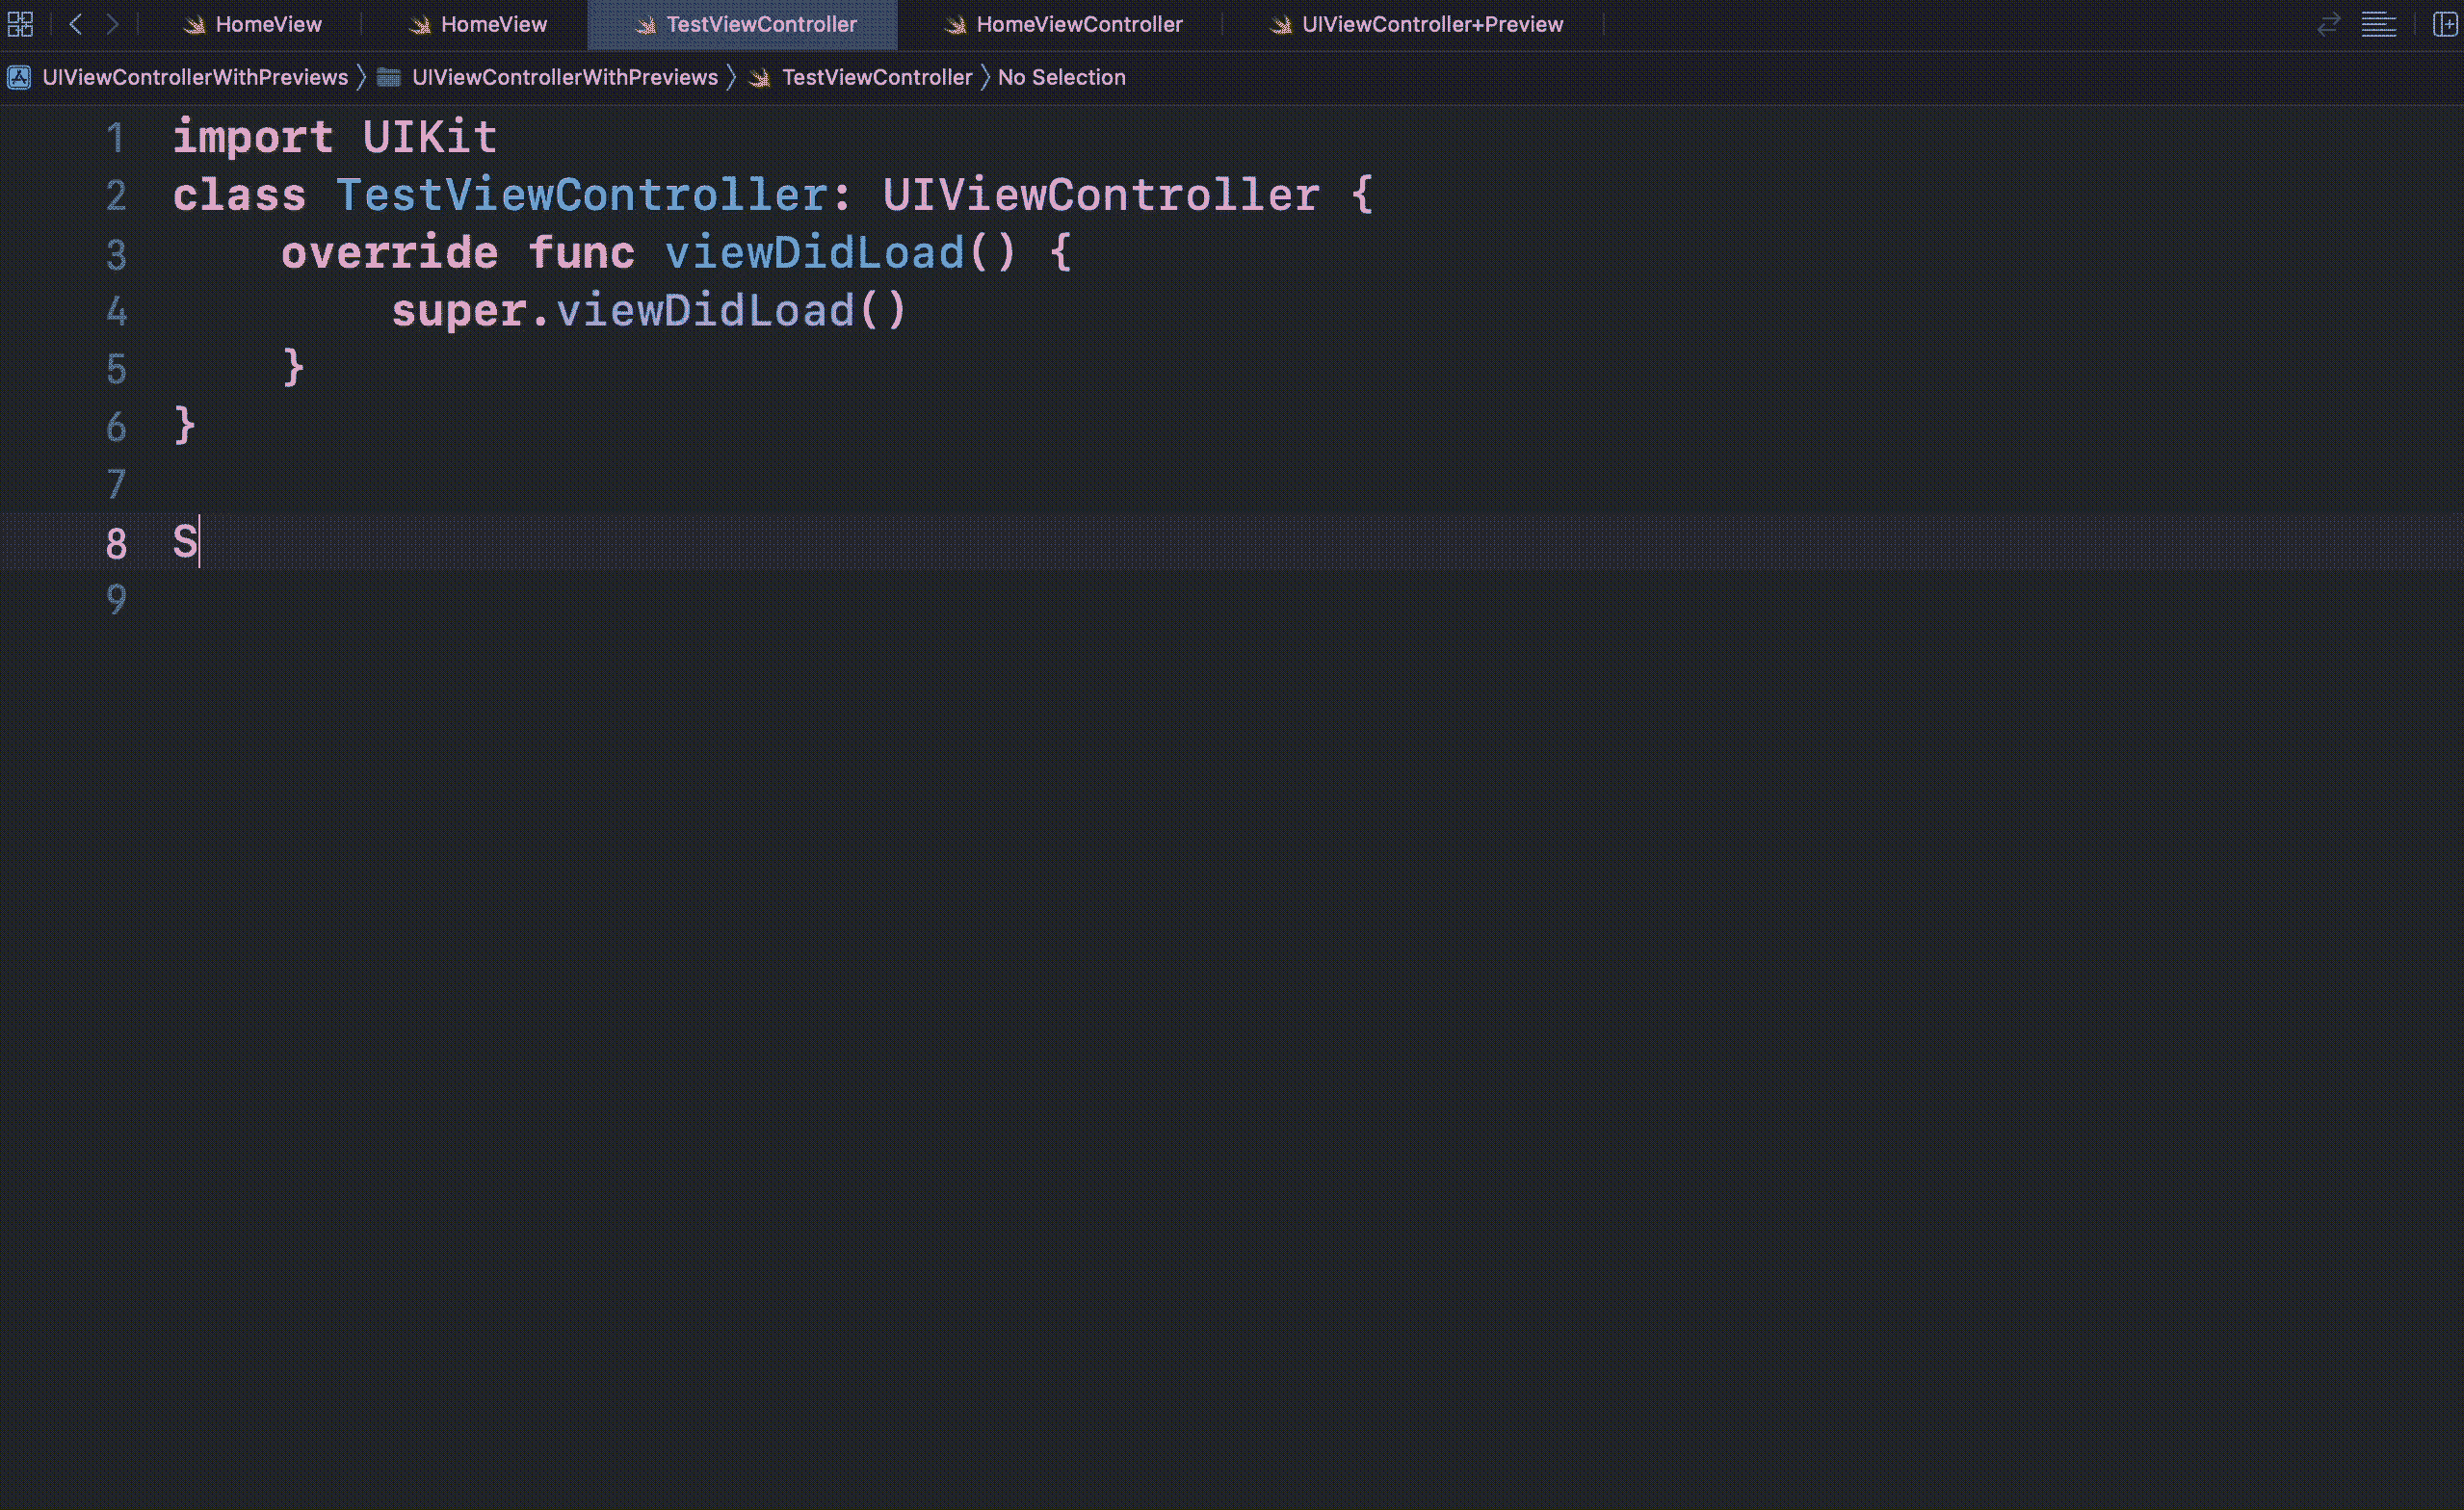 HomeView HomeView TestViewController HomeViewController UIViewController+Preview
UIViewControllerWithPreviews UIViewControllerWithPreviews TestViewController No Selection
1 import UIKit
2 class TestViewController: UIViewController {
3 override func viewDidLoad() {
4 super.viewDidLoad()
5 }
6 }
7
8 S
9